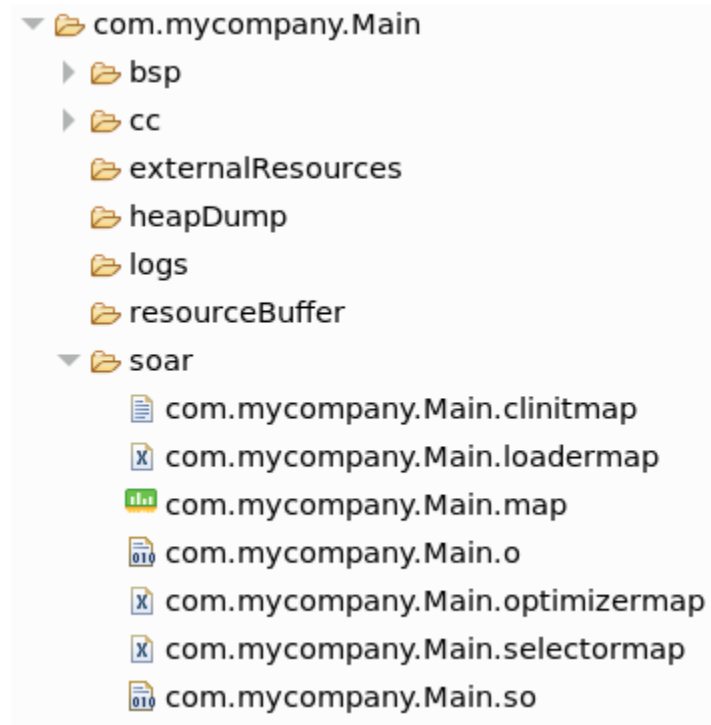 com.mycompany.Main
bsp
cc
externalResources
heapDump
logs
resourceBuffer
soar
com.mycompany.Main.clinitmap
com.mycompany.Main.loadermap
com.mycompany.Main.map
com.mycompany.Main.o
com.mycompany.Main.optimizermap
com.mycompany.Main.selectormap
com.mycompany.Main.so